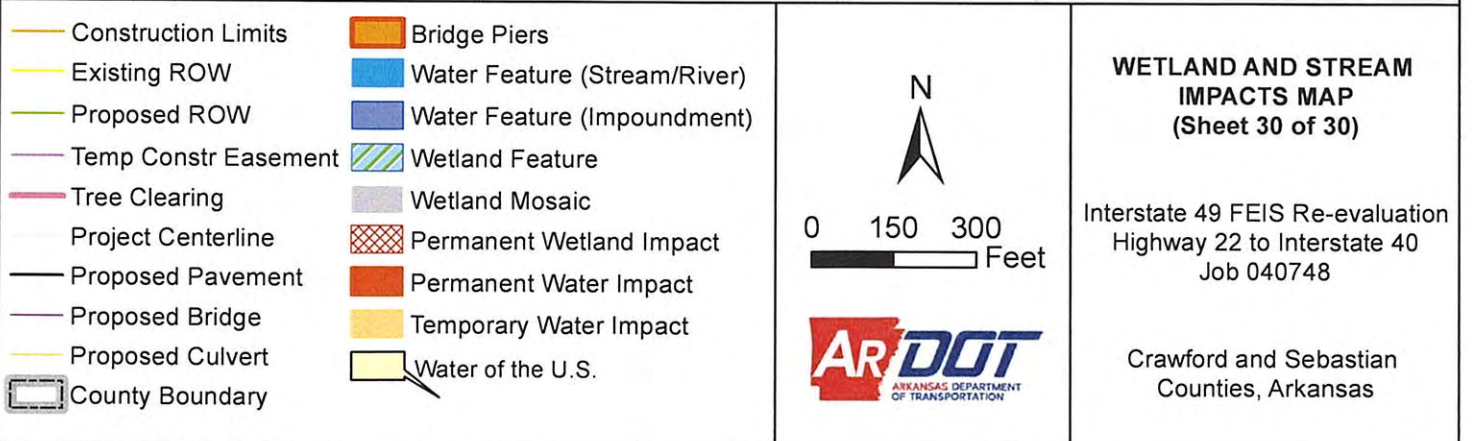 Construction Limits
Existing ROW
Proposed ROW
Temp Constr Easement
Tree Clearing
Project Centerline
Proposed Pavement
Proposed Bridge
Proposed Culvert
County Boundary
Bridge Piers
Water Feature (Stream/River)
Water Feature (Impoundment)
Wetland Feature
Wetland Mosaic
Permanent Wetland Impact
Permanent Water Impact
Temporary Water Impact
Water of the U.S.
N
0 150 300
Feet
ARDOT
ARKANSAS DEPARTMENT
OF TRANSPORTATION
WETLAND AND STREAM
IMPACTS MAP
(Sheet 30 of 30)
Interstate 49 FEIS Re-evaluation
Highway 22 to Interstate 40
Job 040748
Crawford and Sebastian
Counties, Arkansas